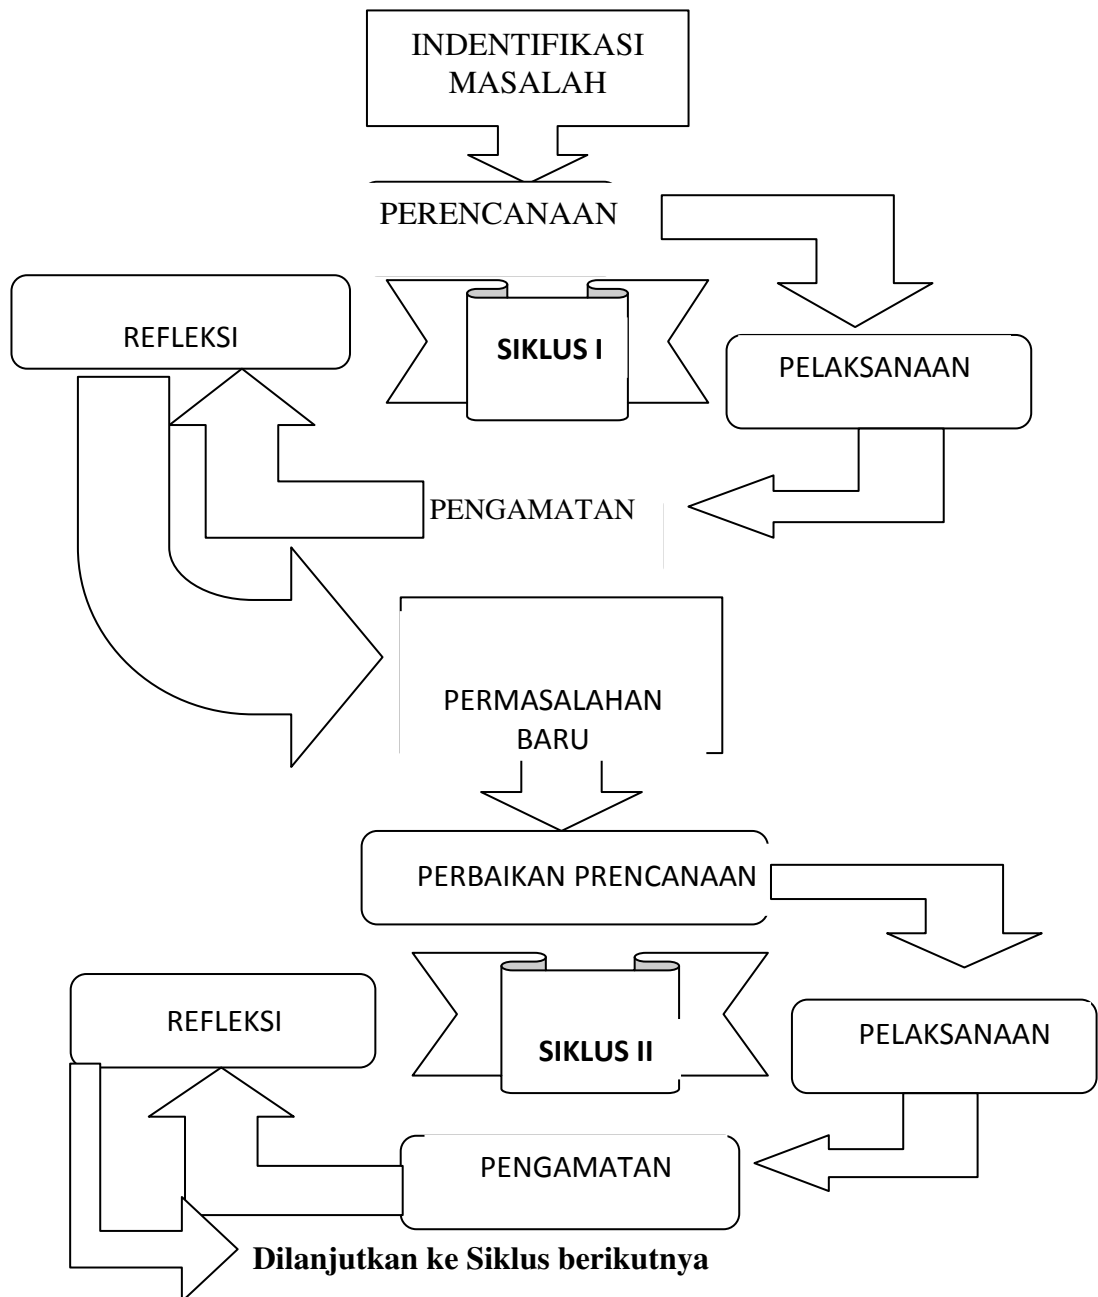 INDENTIFIKASI
MASALAH
PERENCANAAN
REFLEKSI
SIKLUS I
PELAKSANAAN
PENGAMATAN
PERMASALAHAN
BARU
PERBAIKAN PRENCANAAN
REFLEKSI
SIKLUS II
PELAKSANAAN
PENGAMATAN
Dilanjutkan ke Siklus berikutnya